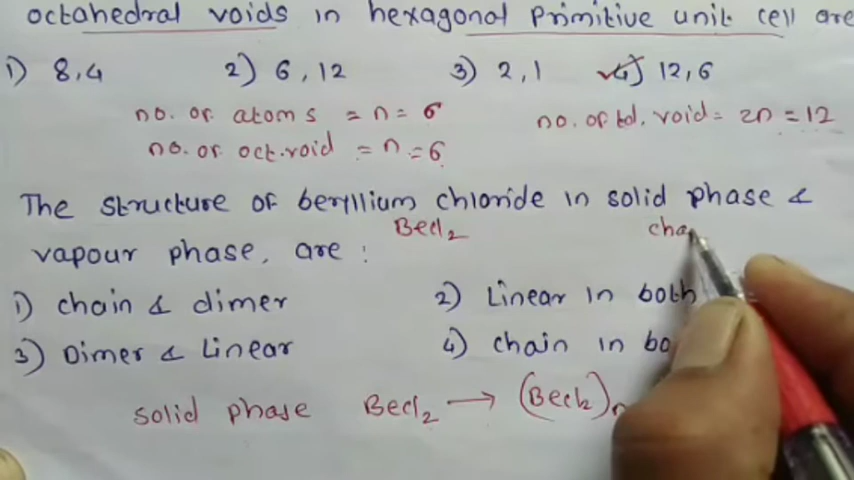 octahedral voids in hexagonal Primitive unit cell are
1) 8,4 2) 6,12 3) 2,1 4) 12,6
no. of atoms = n = 6 no. of td. void = 2n = 12
no. of oct.void = n = 6
The structure of beryllium chloride in solid phase &
BeCl2 cha
vapour phase, are :
1) chain & dimer 2) Linear in both
3) Dimer & Linear 4) chain in bo
solid phase BeCl2 → (BeCl2)n